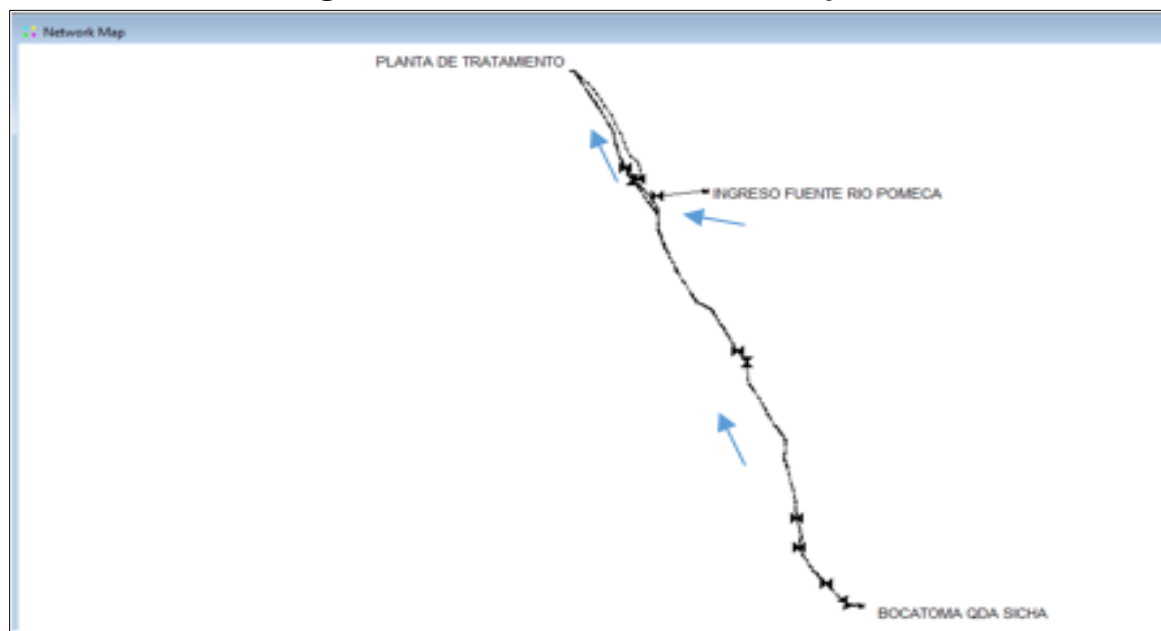 Network Map
PLANTA DE TRATAMIENTO
INGRESO FUENTE RIO POMECA
BOCATOMA QDA SICHA